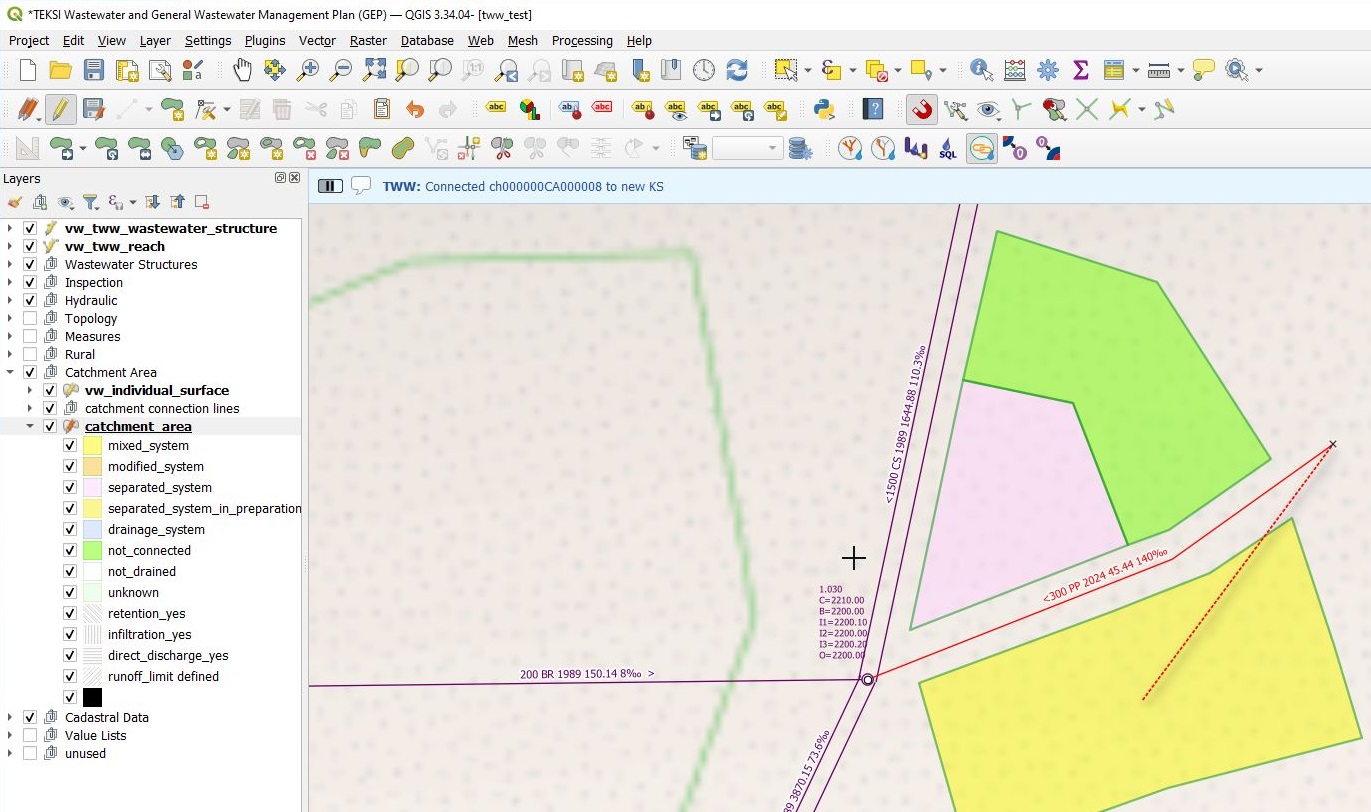 *TEKSI Wastewater and General Wastewater Management Plan (GEP) — QGIS 3.34.04- [tww_test]
Project Edit View Layer Settings Plugins Vector Raster Database Web Mesh Processing Help
Layers
TWW: Connected ch000000CA000008 to new KS
vw_tww_wastewater_structure
vw_tww_reach
Wastewater Structures
Inspection
Hydraulic
Topology
Measures
Rural
Catchment Area
vw_individual_surface
catchment connection lines
catchment_area
mixed_system
modified_system
separated_system
separated_system_in_preparation
drainage_system
not_connected
not_drained
unknown
retention_yes
infiltration_yes
direct_discharge_yes
runoff_limit defined
Cadastral Data
Value Lists
unused
<1500 CS 1989 1644.88 110.3‰
<300 PP 2024 45.44 140‰
1.030
C=2210.00
B=2200.00
I1=2200.10
I2=2200.00
I3=2200.20
O=2200.00
200 BR 1989 150.14 8‰ >
89 3870.15 73.6‰